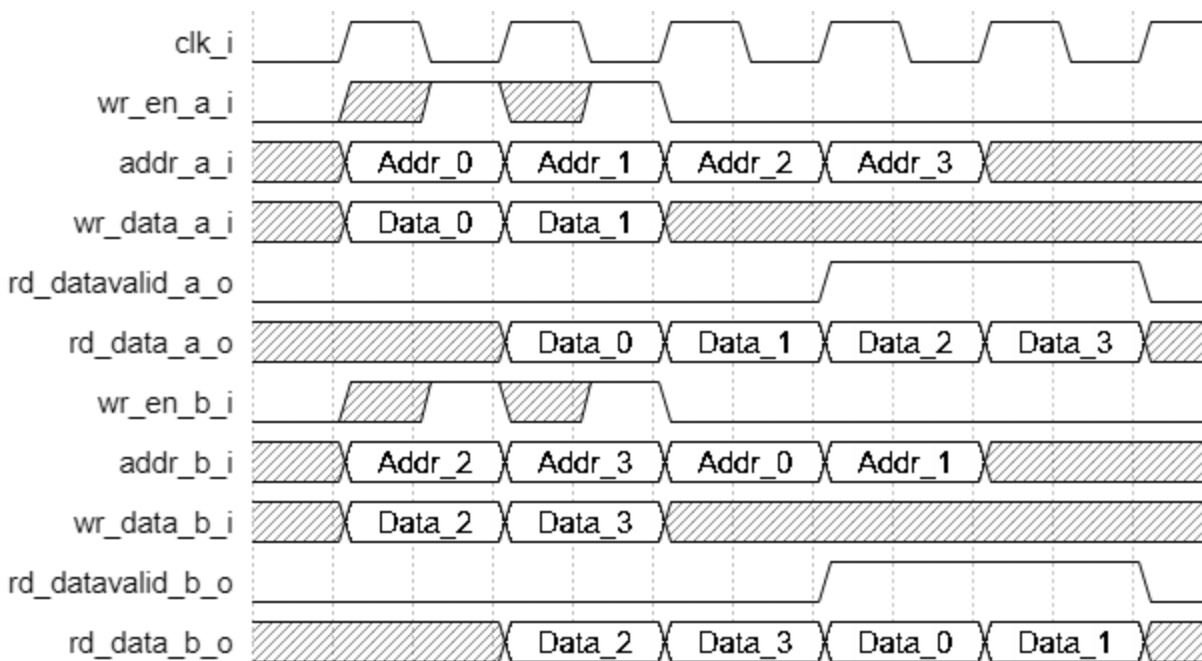 clk_i
wr_en_a_i
addr_a_i Addr_0 Addr_1 Addr_2 Addr_3
wr_data_a_i Data_0 Data_1
rd_datavalid_a_o
rd_data_a_o Data_0 Data_1 Data_2 Data_3
wr_en_b_i
addr_b_i Addr_2 Addr_3 Addr_0 Addr_1
wr_data_b_i Data_2 Data_3
rd_datavalid_b_o
rd_data_b_o Data_2 Data_3 Data_0 Data_1